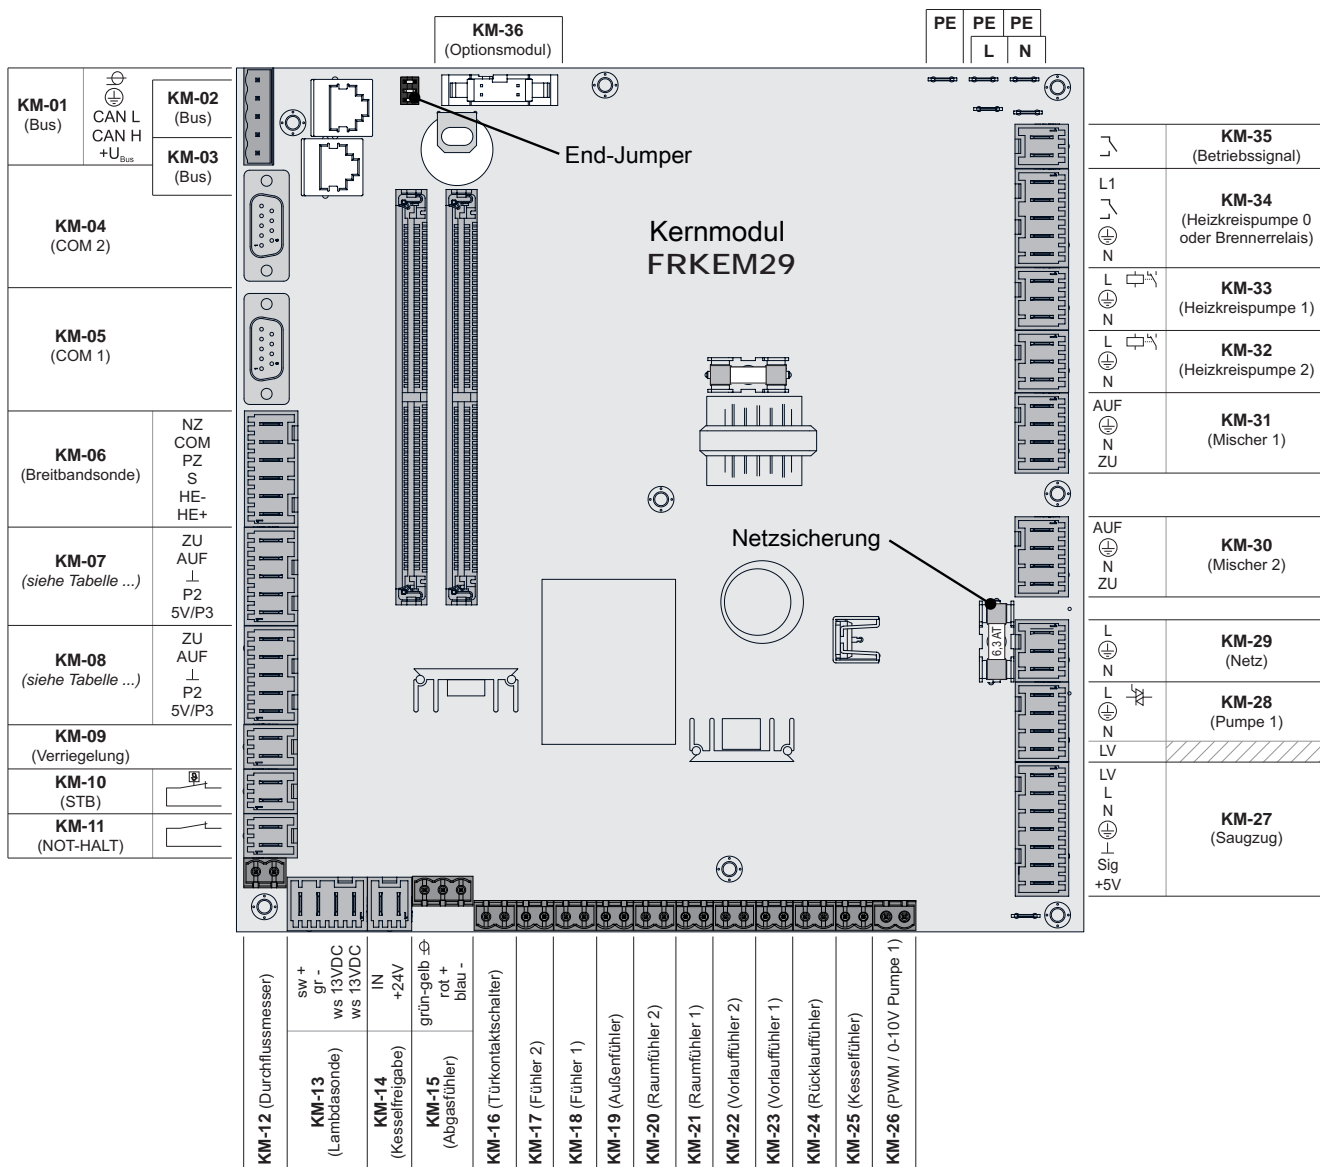 KM-36
(Optionsmodul)
PE
PE
PE
L
N
KM-01
(Bus)
CAN L
CAN H
+UBus
KM-02
(Bus)
KM-03
(Bus)
KM-04
(COM 2)
KM-05
(COM 1)
KM-06
(Breitbandsonde)
NZ
COM
PZ
S
HE-
HE+
KM-07
(siehe Tabelle ...)
ZU
AUF
⊥
P2
5V/P3
KM-08
(siehe Tabelle ...)
ZU
AUF
⊥
P2
5V/P3
KM-09
(Verriegelung)
KM-10
(STB)
KM-11
(NOT-HALT)
End-Jumper
Kernmodul
FRKEM29
Netzsicherung
6,3 AT
KM-35
(Betriebssignal)
L1
N
KM-34
(Heizkreispumpe 0
oder Brennerrelais)
L
N
KM-33
(Heizkreispumpe 1)
L
N
KM-32
(Heizkreispumpe 2)
AUF
N
ZU
KM-31
(Mischer 1)
AUF
N
ZU
KM-30
(Mischer 2)
L
N
KM-29
(Netz)
L
N
LV
KM-28
(Pumpe 1)
LV
L
N
⊥
Sig
+5V
KM-27
(Saugzug)
KM-12 (Durchflussmesser)
sw +
gr -
ws 13VDC
ws 13VDC
KM-13
(Lambdasonde)
IN
+24V
KM-14
(Kesselfreigabe)
grün-gelb
rot +
blau -
KM-15
(Abgasfühler)
KM-16 (Türkontaktschalter)
KM-17 (Fühler 2)
KM-18 (Fühler 1)
KM-19 (Außenfühler)
KM-20 (Raumfühler 2)
KM-21 (Raumfühler 1)
KM-22 (Vorlauffühler 2)
KM-23 (Vorlauffühler 1)
KM-24 (Rücklauffühler)
KM-25 (Kesselfühler)
KM-26 (PWM / 0-10V Pumpe 1)